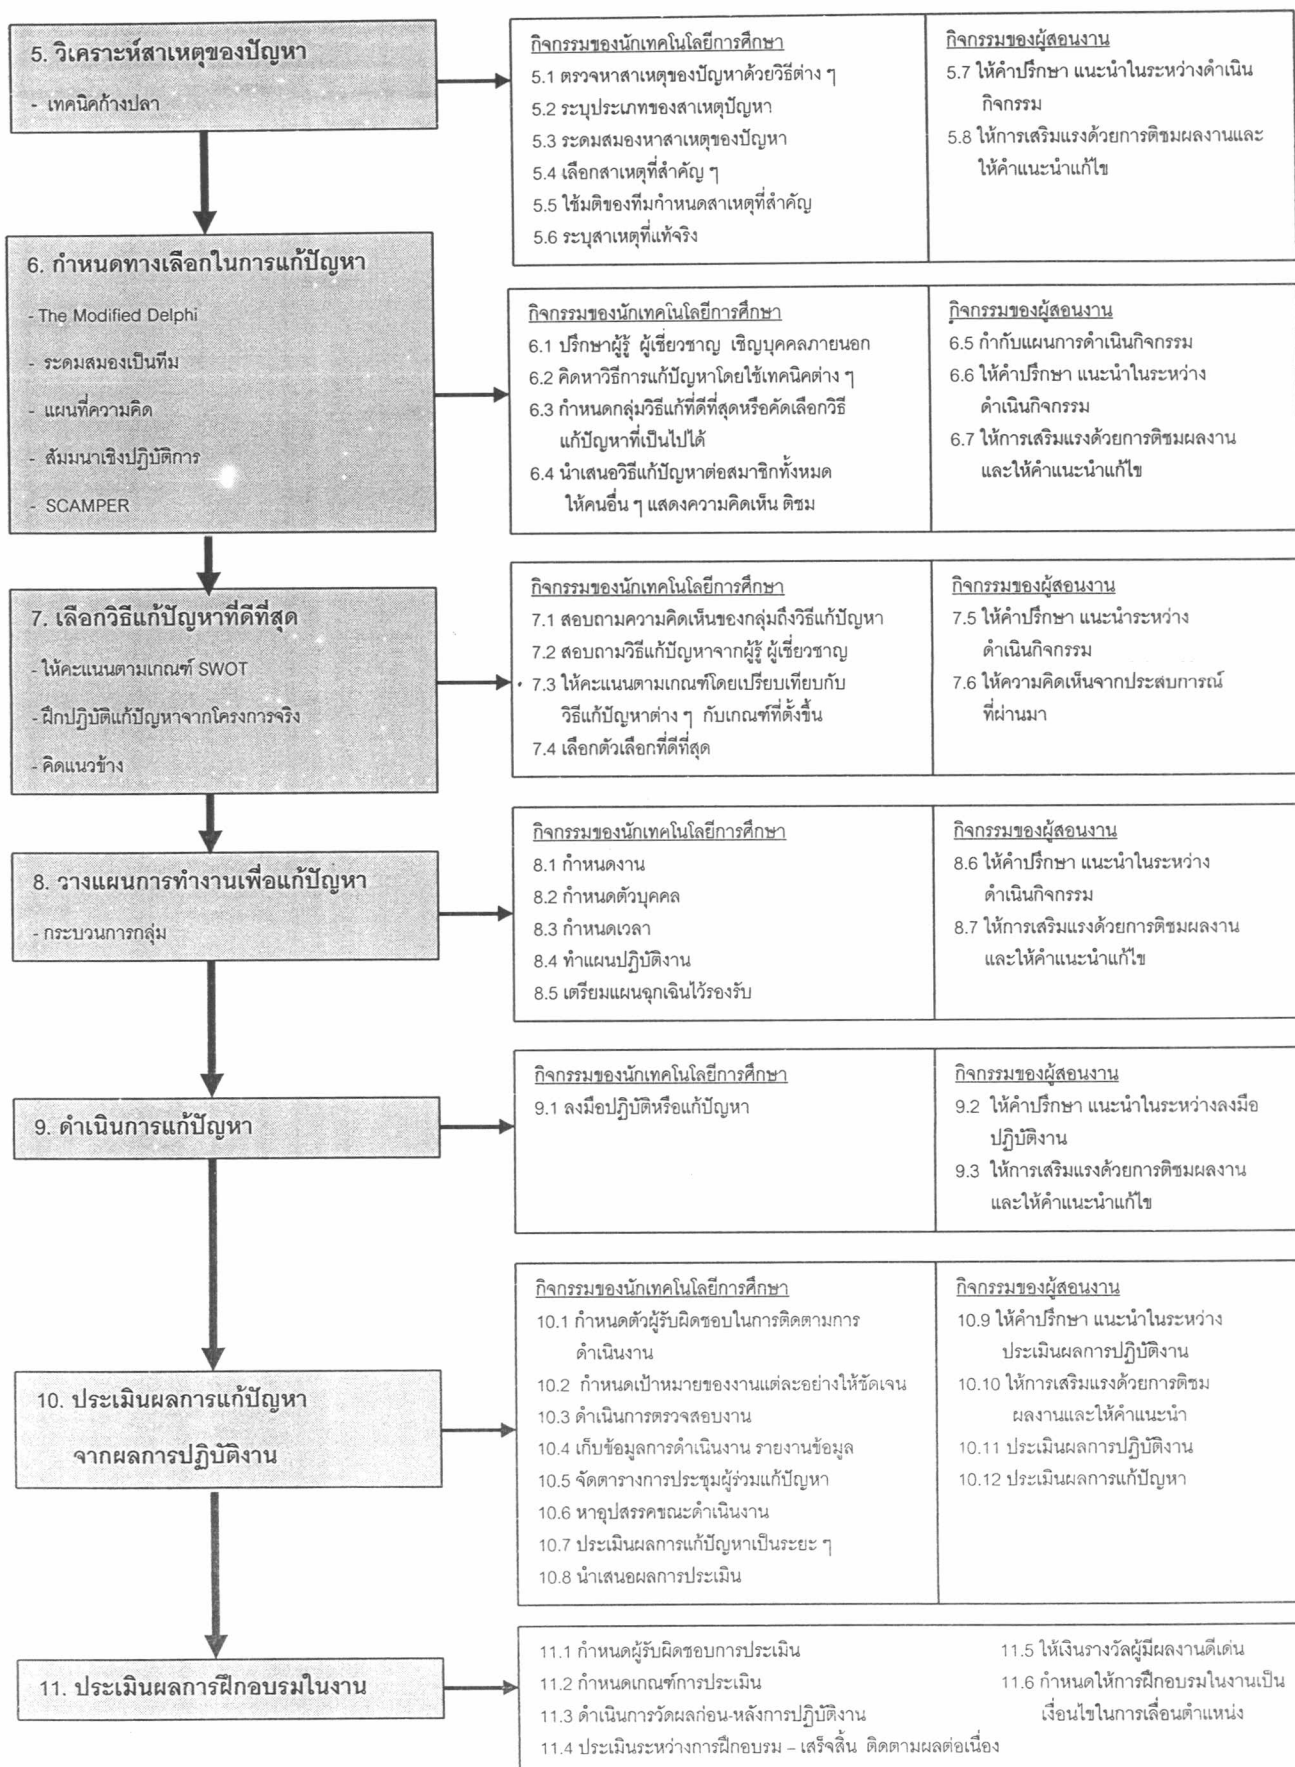 5. วิเคราะห์สาเหตุของปัญหา
- เทคนิคก้างปลา
กิจกรรมของนักเทคโนโลยีการศึกษา
5.1 ตรวจหาสาเหตุของปัญหาด้วยวิธีต่าง ๆ
5.2 ระบุประเภทของสาเหตุปัญหา
5.3 ระดมสมองหาสาเหตุของปัญหา
5.4 เลือกสาเหตุที่สำคัญ ๆ
5.5 ใช้มติของทีมกำหนดสาเหตุที่สำคัญ
5.6 ระบุสาเหตุที่แท้จริง
กิจกรรมของผู้สอนงาน
5.7 ให้คำปรึกษา แนะนำในระหว่างดำเนิน
กิจกรรม
5.8 ให้การเสริมแรงด้วยการติชมผลงานและ
ให้คำแนะนำแก้ไข
6. กำหนดทางเลือกในการแก้ปัญหา
- The Modified Delphi
- ระดมสมองเป็นทีม
- แผนที่ความคิด
- สัมมนาเชิงปฏิบัติการ
- SCAMPER
กิจกรรมของนักเทคโนโลยีการศึกษา
6.1 ปรึกษาผู้รู้ ผู้เชี่ยวชาญ เชิญบุคคลภายนอก
6.2 คิดหาวิธีการแก้ปัญหาโดยใช้เทคนิคต่าง ๆ
6.3 กำหนดกลุ่มวิธีแก้ที่ดีที่สุดหรือคัดเลือกวิธี
แก้ปัญหาที่เป็นไปได้
6.4 นำเสนอวิธีแก้ปัญหาต่อสมาชิกทั้งหมด
ให้คนอื่น ๆ แสดงความคิดเห็น ติชม
กิจกรรมของผู้สอนงาน
6.5 กำกับแผนการดำเนินกิจกรรม
6.6 ให้คำปรึกษา แนะนำในระหว่าง
ดำเนินกิจกรรม
6.7 ให้การเสริมแรงด้วยการติชมผลงาน
และให้คำแนะนำแก้ไข
7. เลือกวิธีแก้ปัญหาที่ดีที่สุด
- ให้คะแนนตามเกณฑ์ SWOT
- ฝึกปฏิบัติแก้ปัญหาจากโครงการจริง
- คิดแนวข้าง
กิจกรรมของนักเทคโนโลยีการศึกษา
7.1 สอบถามความคิดเห็นของกลุ่มถึงวิธีแก้ปัญหา
7.2 สอบถามวิธีแก้ปัญหาจากผู้รู้ ผู้เชี่ยวชาญ
7.3 ให้คะแนนตามเกณฑ์โดยเปรียบเทียบกับ
วิธีแก้ปัญหาต่าง ๆ กับเกณฑ์ที่ตั้งขึ้น
7.4 เลือกตัวเลือกที่ดีที่สุด
กิจกรรมของผู้สอนงาน
7.5 ให้คำปรึกษา แนะนำระหว่าง
ดำเนินกิจกรรม
7.6 ให้ความคิดเห็นจากประสบการณ์
ที่ผ่านมา
8. วางแผนการทำงานเพื่อแก้ปัญหา
- กระบวนการกลุ่ม
กิจกรรมของนักเทคโนโลยีการศึกษา
8.1 กำหนดงาน
8.2 กำหนดตัวบุคคล
8.3 กำหนดเวลา
8.4 ทำแผนปฏิบัติงาน
8.5 เตรียมแผนฉุกเฉินไว้รองรับ
กิจกรรมของผู้สอนงาน
8.6 ให้คำปรึกษา แนะนำในระหว่าง
ดำเนินกิจกรรม
8.7 ให้การเสริมแรงด้วยการติชมผลงาน
และให้คำแนะนำแก้ไข
9. ดำเนินการแก้ปัญหา
กิจกรรมของนักเทคโนโลยีการศึกษา
9.1 ลงมือปฏิบัติหรือแก้ปัญหา
กิจกรรมของผู้สอนงาน
9.2 ให้คำปรึกษา แนะนำในระหว่างลงมือ
ปฏิบัติงาน
9.3 ให้การเสริมแรงด้วยการติชมผลงาน
และให้คำแนะนำแก้ไข
10. ประเมินผลการแก้ปัญหา
จากผลการปฏิบัติงาน
กิจกรรมของนักเทคโนโลยีการศึกษา
10.1 กำหนดตัวผู้รับผิดชอบในการติดตามการ
ดำเนินงาน
10.2 กำหนดเป้าหมายของงานแต่ละอย่างให้ชัดเจน
10.3 ดำเนินการตรวจสอบงาน
10.4 เก็บข้อมูลการดำเนินงาน รายงานข้อมูล
10.5 จัดตารางการประชุมผู้ร่วมแก้ปัญหา
10.6 หาอุปสรรคขณะดำเนินงาน
10.7 ประเมินผลการแก้ปัญหาเป็นระยะ ๆ
10.8 นำเสนอผลการประเมิน
กิจกรรมของผู้สอนงาน
10.9 ให้คำปรึกษา แนะนำในระหว่าง
ประเมินผลการปฏิบัติงาน
10.10 ให้การเสริมแรงด้วยการติชม
ผลงานและให้คำแนะนำ
10.11 ประเมินผลการปฏิบัติงาน
10.12 ประเมินผลการแก้ปัญหา
11. ประเมินผลการฝึกอบรมในงาน
11.1 กำหนดผู้รับผิดชอบการประเมิน
11.2 กำหนดเกณฑ์การประเมิน
11.3 ดำเนินการวัดผลก่อน-หลังการปฏิบัติงาน
11.4 ประเมินระหว่างการฝึกอบรม – เสร็จสิ้น ติดตามผลต่อเนื่อง
11.5 ให้เงินรางวัลผู้มีผลงานดีเด่น
11.6 กำหนดให้การฝึกอบรมในงานเป็น
เงื่อนไขในการเลื่อนตำแหน่ง